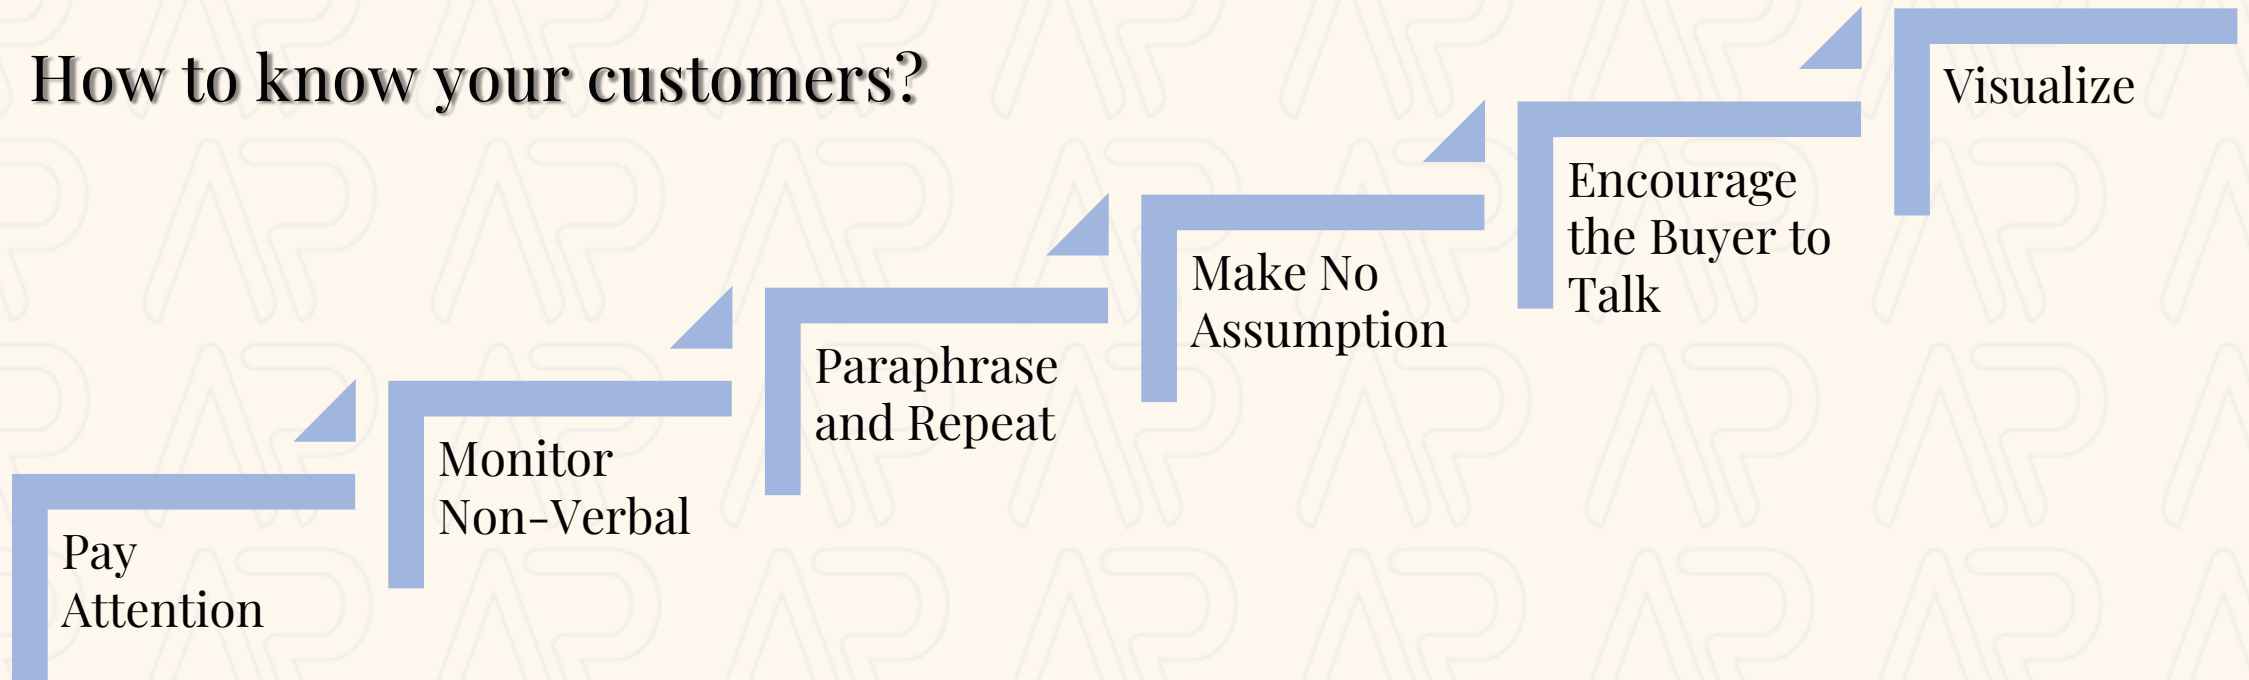 How to know your customers?
Pay
Attention
Monitor
Non-Verbal
Paraphrase
and Repeat
Make No
Assumption
Encourage
the Buyer to
Talk
Visualize